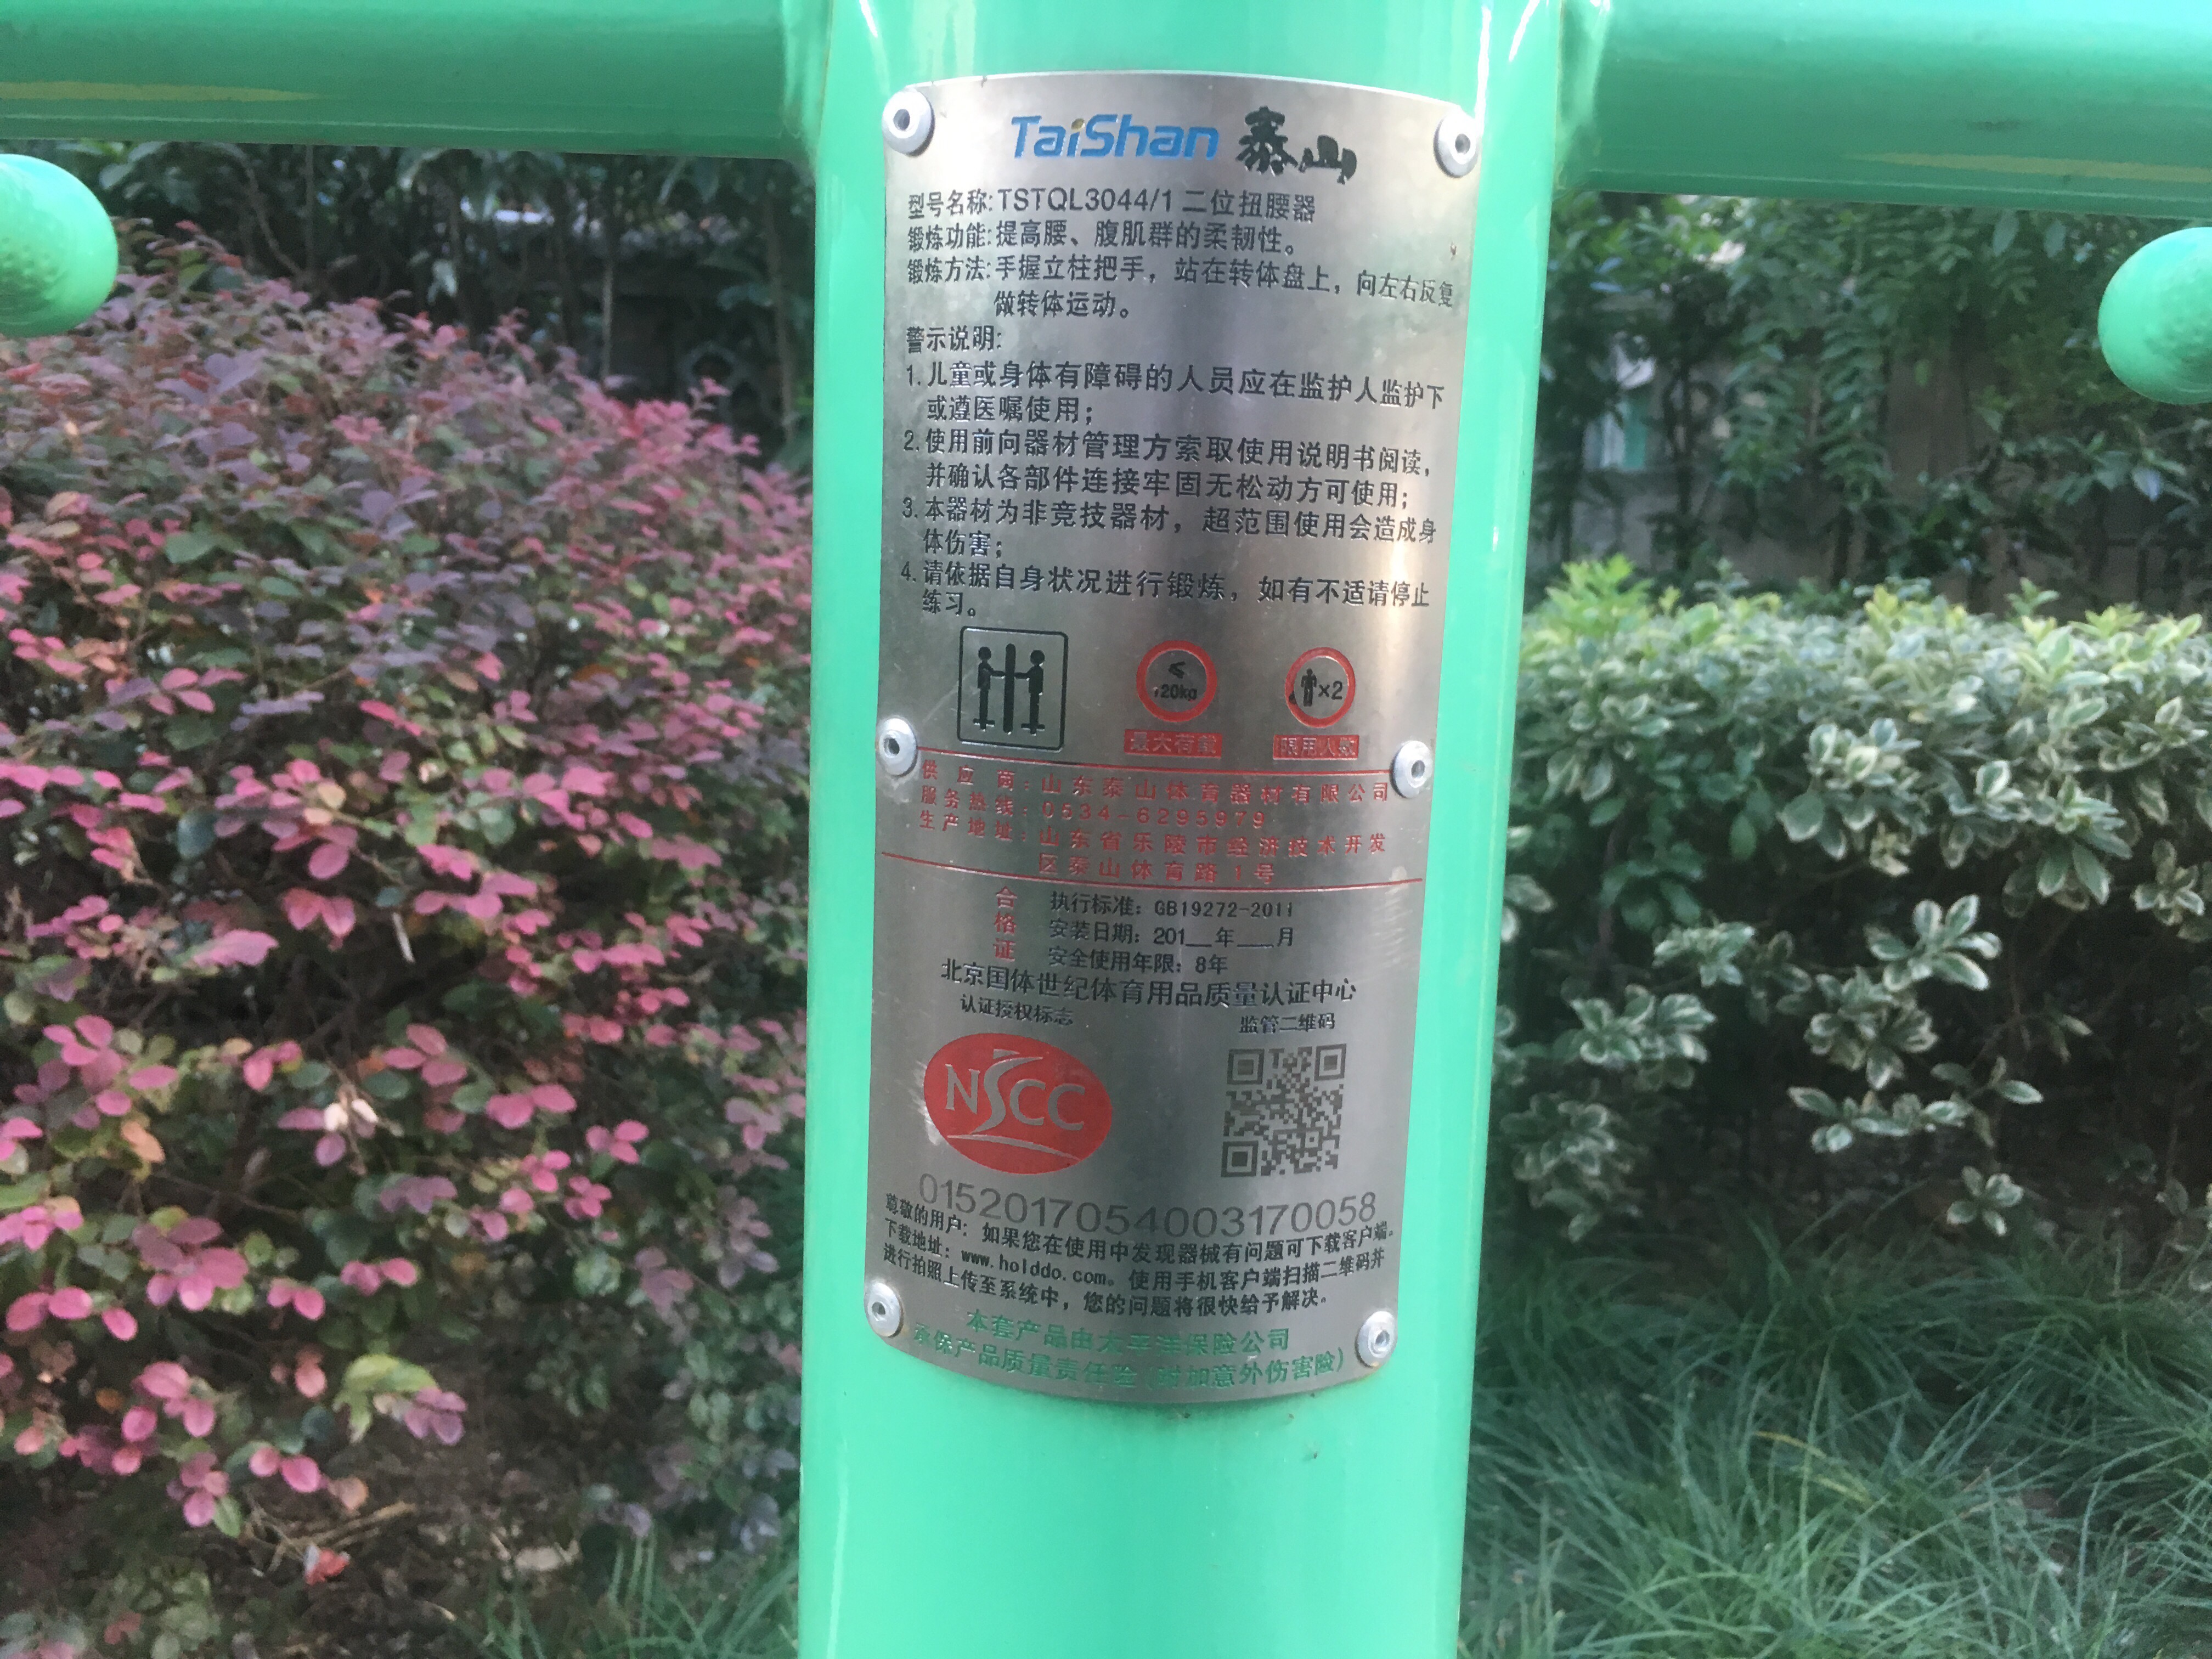 TaiShan 泰山
型号名称:TSTQL3044/1 二位扭腰器
锻炼功能:提高腰、腹肌群的柔韧性。
锻炼方法:手握立柱把手，站在转体盘上，向左右反复
做转体运动。
警示说明:
1.儿童或身体有障碍的人员应在监护人监护下
或遵医嘱使用；
2.使用前向器材管理方索取使用说明书阅读，
并确认各部件连接牢固无松动方可使用；
3.本器材为非竞技器材，超范围使用会造成身
体伤害；
4.请依据自身状况进行锻炼，如有不适请停止
练习。
≤
120kg
×2
最大荷载
限用人数
供应商：山东泰山体育器材有限公司
服务热线：0534-6295979
生产地址：山东省乐陵市经济技术开发
区泰山体育路1号
合格证
执行标准：GB19272-2011
安装日期：201__年___月
安全使用年限：8年
北京国体世纪体育用品质量认证中心
认证授权标志
监管二维码
NSCC
0152017054003170058
尊敬的用户：如果您在使用中发现器械有问题可下载客户端。
下载地址：www.holddo.com。使用手机客户端扫描二维码并
进行拍照上传至系统中，您的问题将很快给予解决。
本套产品由太平洋保险公司
承保产品质量责任险(附加意外伤害险)